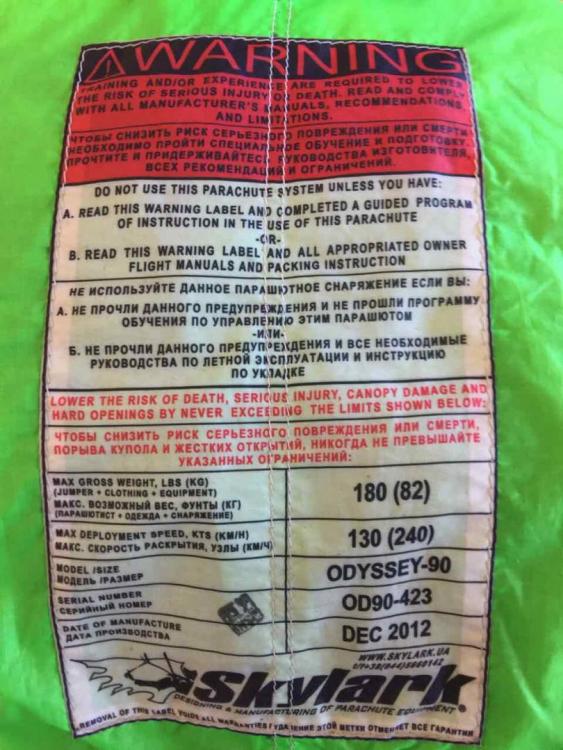 WARNING
TRAINING AND/OR EXPERIENCE ARE REQUIRED TO LOWER
THE RISK OF SERIOUS INJURY OR DEATH. READ AND COMPLY
WITH ALL MANUFACTURER'S MANUALS, RECOMMENDATIONS,
AND LIMITATIONS.
ЧТОБЫ СНИЗИТЬ РИСК СЕРЬЕЗНОГО ПОВРЕЖДЕНИЯ ИЛИ СМЕРТИ
НЕОБХОДИМО ПРОЙТИ СПЕЦИАЛЬНОЕ ОБУЧЕНИЕ И ПОДГОТОВКУ.
ПРОЧТИТЕ И ПРИДЕРЖИВАЙТЕСЬ РУКОВОДСТВА ИЗГОТОВИТЕЛЯ,
ВСЕХ РЕКОМЕНДАЦИЙ И ОГРАНИЧЕНИЙ.
DO NOT USE THIS PARACHUTE SYSTEM UNLESS YOU HAVE:
A. READ THIS WARNING LABEL AND COMPLETED A GUIDED PROGRAM
OF INSTRUCTION IN THE USE OF THIS PARACHUTE
-OR-
B. READ THIS WARNING LABEL AND ALL APPROPRIATED OWNER
FLIGHT MANUALS AND PACKING INSTRUCTION
НЕ ИСПОЛЬЗУЙТЕ ДАННОЕ ПАРАШЮТНОЕ СНАРЯЖЕНИЕ ЕСЛИ ВЫ:
А. НЕ ПРОЧЛИ ДАННОГО ПРЕДУПРЕЖДЕНИЯ И НЕ ПРОШЛИ ПРОГРАММУ
ОБУЧЕНИЯ ПО УПРАВЛЕНИЮ ЭТИМ ПАРАШЮТОМ
-ИЛИ-
Б. НЕ ПРОЧЛИ ДАННОГО ПРЕДУПРЕЖДЕНИЯ И ВСЕ НЕОБХОДИМЫЕ
РУКОВОДСТВА ПО ЛЕТНОЙ ЭКСПЛУАТАЦИИ И ИНСТРУКЦИЮ
ПО УКЛАДКЕ
LOWER THE RISK OF DEATH, SERIOUS INJURY, CANOPY DAMAGE AND
HARD OPENINGS BY NEVER EXCEEDING THE LIMITS SHOWN BELOW:
ЧТОБЫ СНИЗИТЬ РИСК СЕРЬЕЗНОГО ПОВРЕЖДЕНИЯ ИЛИ СМЕРТИ,
ПОРЫВА КУПОЛА И ЖЕСТКИХ ОТКРЫТИЙ, НИКОГДА НЕ ПРЕВЫШАЙТЕ
УКАЗАННЫХ ОГРАНИЧЕНИЙ:
MAX GROSS WEIGHT, LBS (KG)
(JUMPER + CLOTHING + EQUIPMENT)
МАКС. ВОЗМОЖНЫЙ ВЕС, ФУНТЫ (КГ)
(ПАРАШЮТИСТ + ОДЕЖДА + СНАРЯЖЕНИЕ)
180 (82)
MAX DEPLOYMENT SPEED, KTS (KM/H)
МАКС. СКОРОСТЬ РАСКРЫТИЯ, УЗЛЫ (КМ/Ч)
130 (240)
MODEL /SIZE
МОДЕЛЬ /РАЗМЕР
ODYSSEY-90
SERIAL NUMBER
СЕРИЙНЫЙ НОМЕР
OD90-423
DATE OF MANUFACTURE
ДАТА ПРОИЗВОДСТВА
DEC 2012
WWW.SKYLARK.UA
Skylark®
DESIGNING & MANUFACTURING OF PARACHUTE EQUIPMENT
REMOVAL OF THIS LABEL VOIDS ALL WARRANTIES / УДАЛЕНИЕ ЭТОЙ МЕТКИ ОТМЕНЯЕТ ВСЕ ГАРАНТИИ